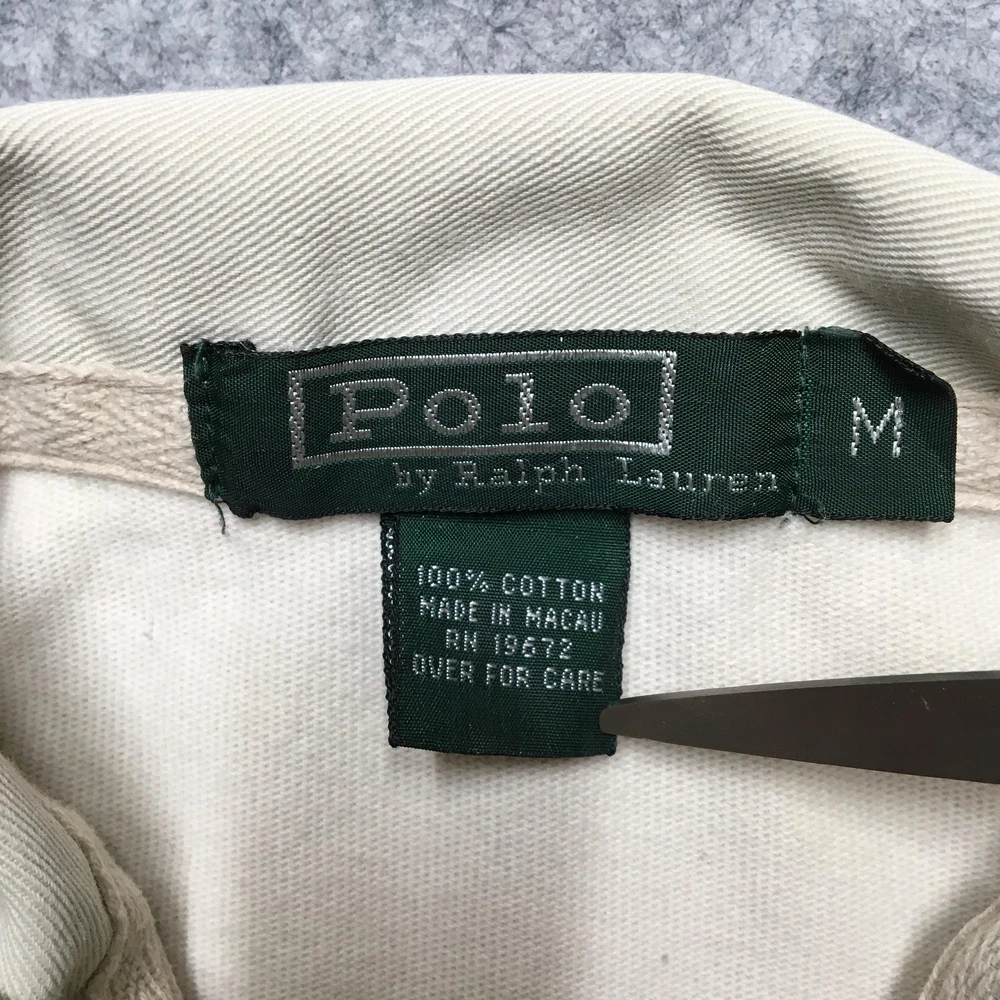 Polo
by Ralph Lauren
M
100% COTTON
MADE IN MACAU
RN 19672
OVER FOR CARE